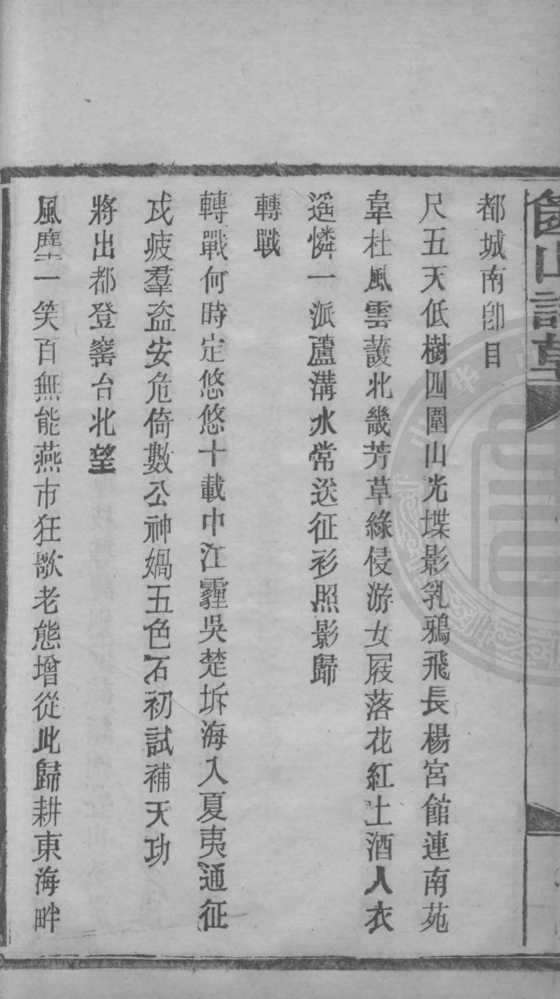 都城南卽目
尺五天低樹四圍山光堞影乳鴉飛長楊宮館連南苑
韋杜風雲護北畿芳草綠侵游女屐落花紅上酒人衣
遥憐一派蘆溝水常送征衫照影歸
轉戰
轉戰何時定悠悠十載中江霾吳楚坼海入夏夷通征
戍疲羣盜安危倚數公神媧五色石初試補天功
將出都登窰台北望
風塵一笑百無能燕市狂歌老態增從此歸耕東海畔